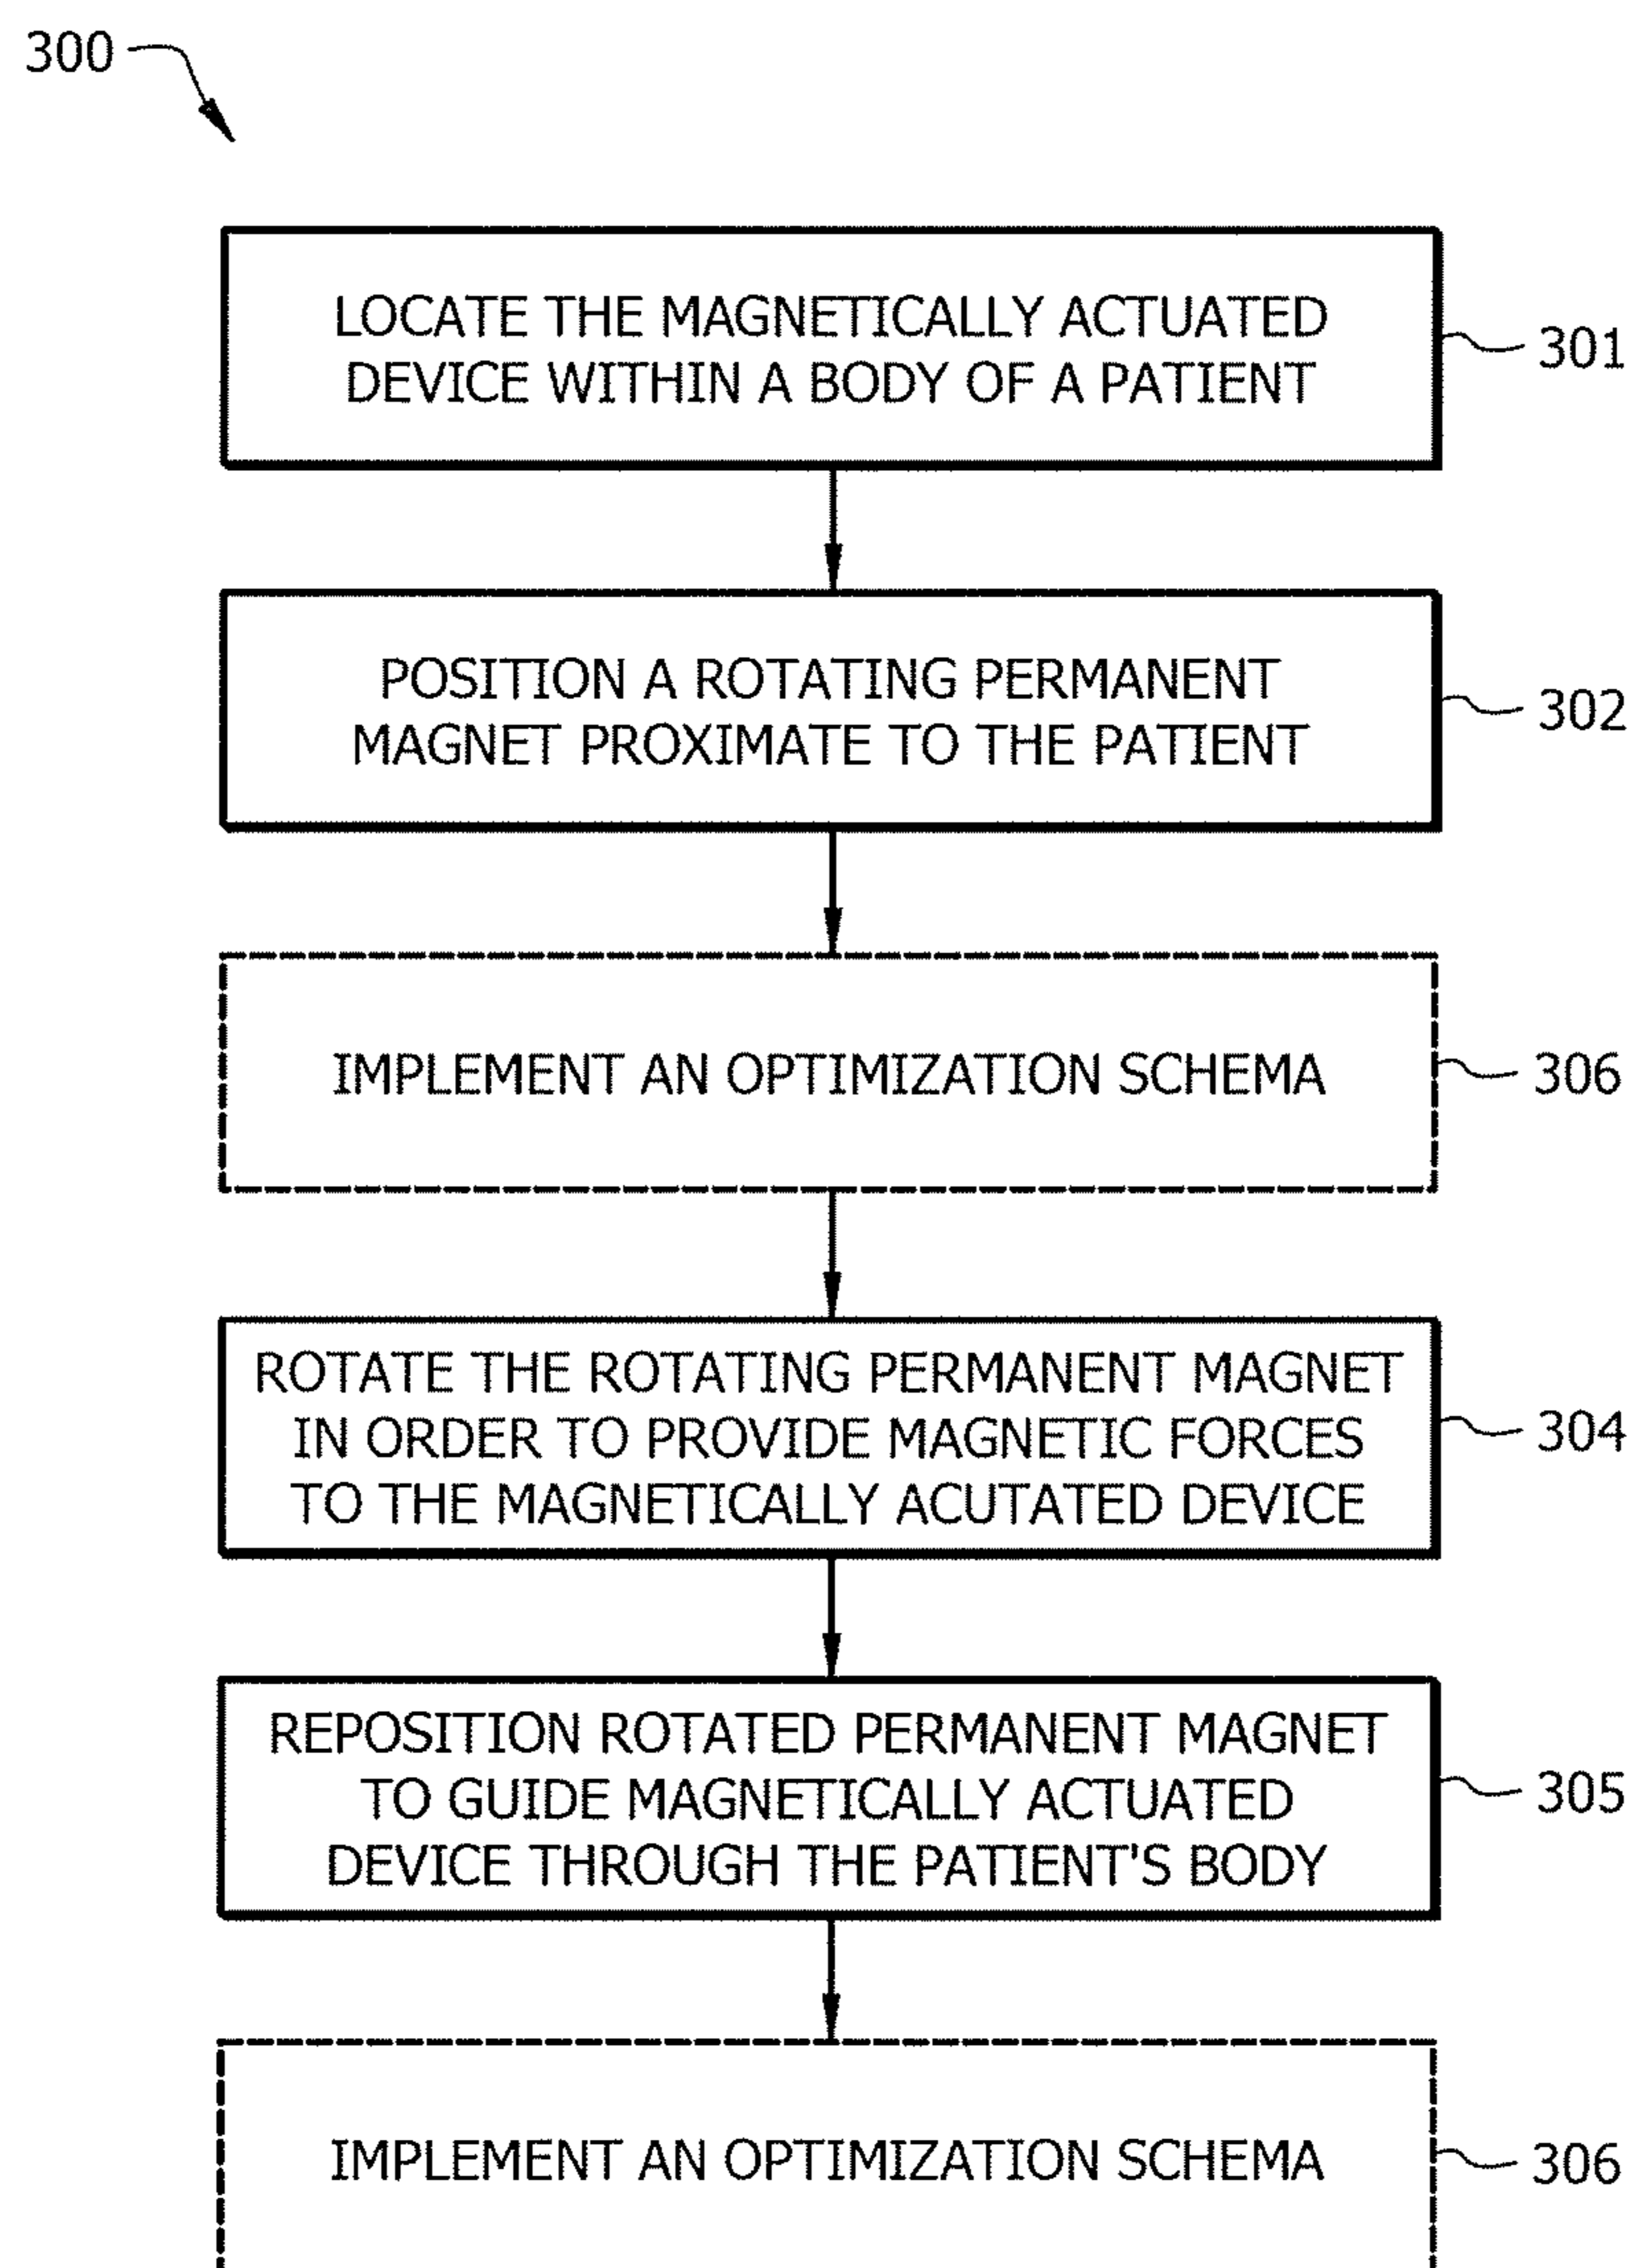 300
LOCATE THE MAGNETICALLY ACTUATED
DEVICE WITHIN A BODY OF A PATIENT
301
POSITION A ROTATING PERMANENT
MAGNET PROXIMATE TO THE PATIENT
302
IMPLEMENT AN OPTIMIZATION SCHEMA
306
ROTATE THE ROTATING PERMANENT MAGNET
IN ORDER TO PROVIDE MAGNETIC FORCES
TO THE MAGNETICALLY ACUTATED DEVICE
304
REPOSITION ROTATED PERMANENT MAGNET
TO GUIDE MAGNETICALLY ACTUATED
DEVICE THROUGH THE PATIENT'S BODY
305
IMPLEMENT AN OPTIMIZATION SCHEMA
306